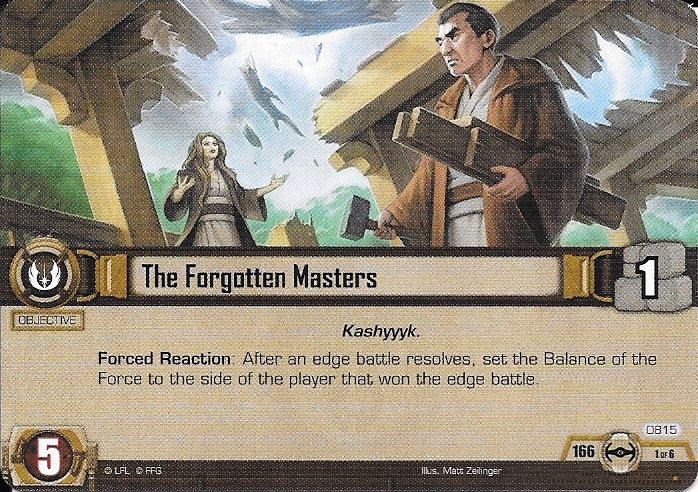 The Forgotten Masters
1
OBJECTIVE
Kashyyyk.
Forced Reaction: After an edge battle resolves, set the Balance of the
Force to the side of the player that won the edge battle.
0815
5
166
1 OF 6
© LFL © FFG
Illus. Matt Zeilinger